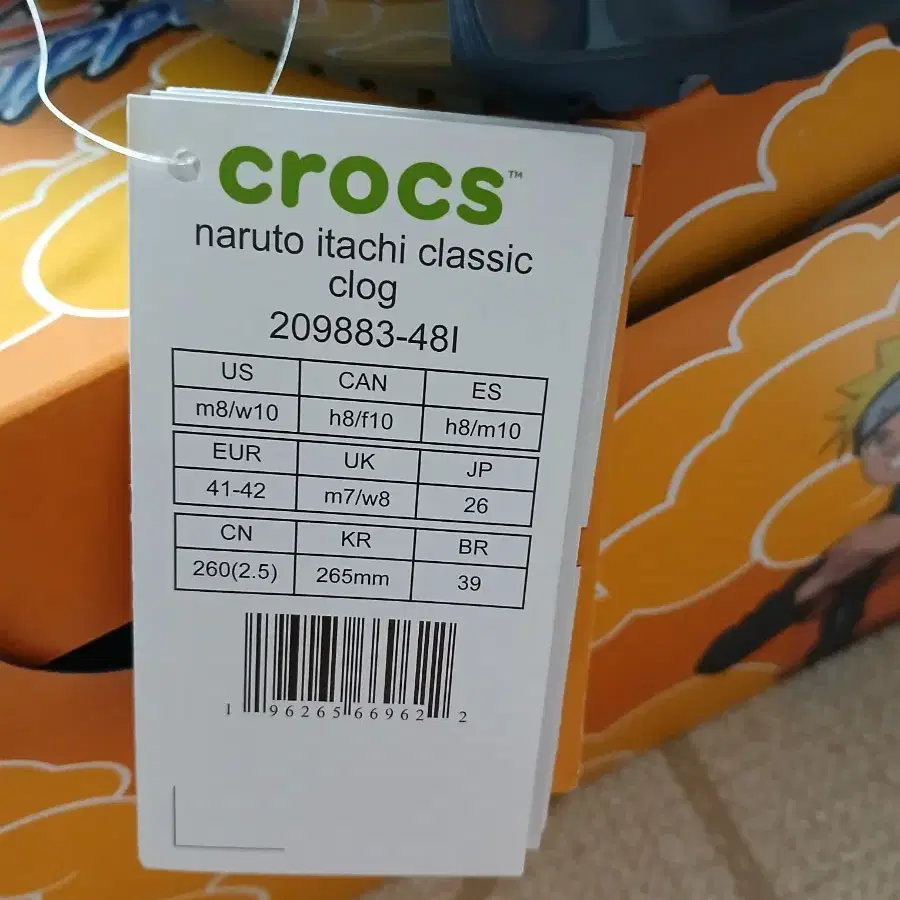 crocs™
naruto itachi classic
clog
209883-48I
US CAN ES
m8/w10 h8/f10 h8/m10
EUR UK JP
41-42 m7/w8 26
CN KR BR
260(2.5) 265mm 39
1 96265 66962 2